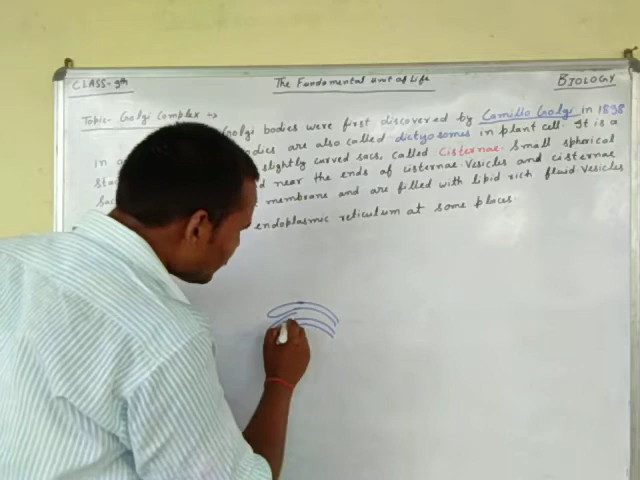 CLASS-9th The Fundamental Unit of Life BIOLOGY
Topic- Golgi Complex → Golgi bodies were first discovered by Camillo Golgi in 1898
in are also called dictyosomes in plant cell. It is a
slightly curved sacs, called Cisternae. Small spherical
near the ends of cisternae. Vesicles and cisternae
membrane and are filled with lipid rich fluid. Vesicles
endoplasmic reticulum at some places.